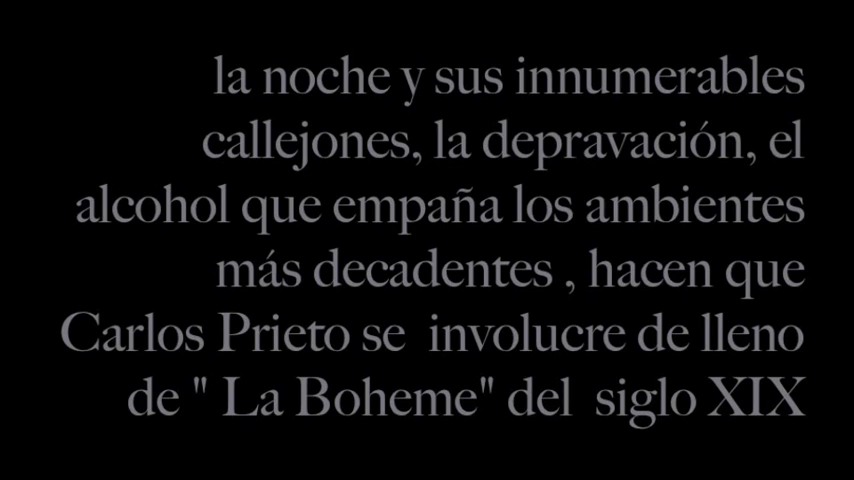 la noche y sus innumerables
callejones, la depravación, el
alcohol que empaña los ambientes
más decadentes , hacen que
Carlos Prieto se  involucre de lleno
de " La Boheme" del  siglo XIX